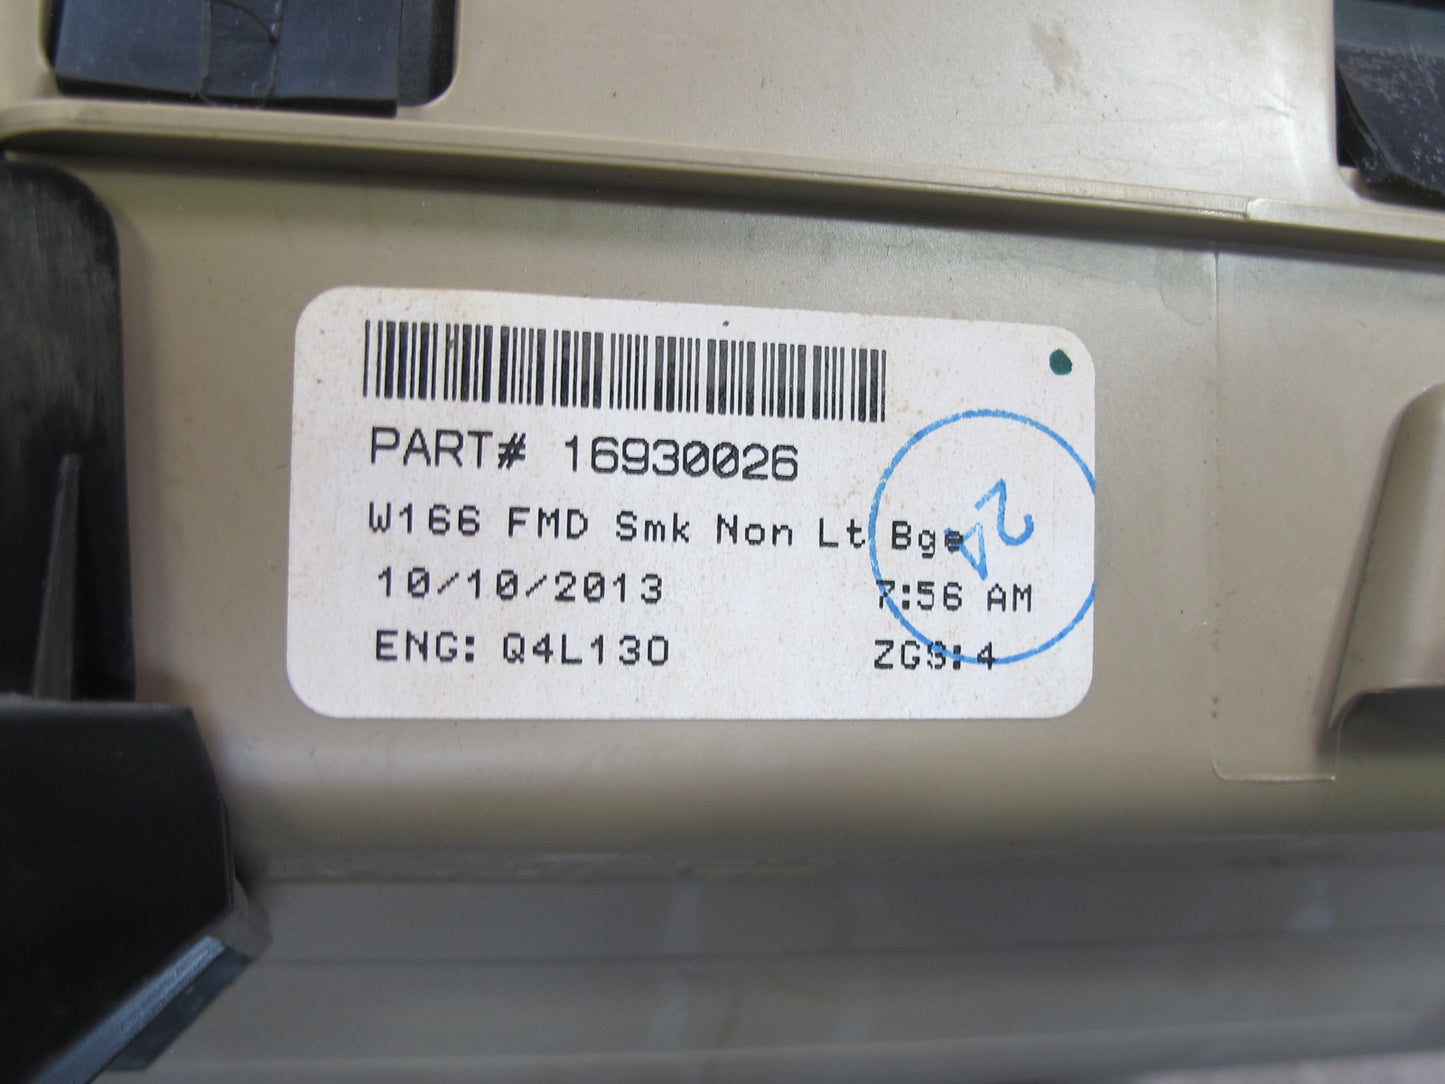 PART# 16930026
W166 FMD Smk Non Lt Bge
10/10/2013 7:56 AM
ENG: Q4L130 ZGS:4
2A